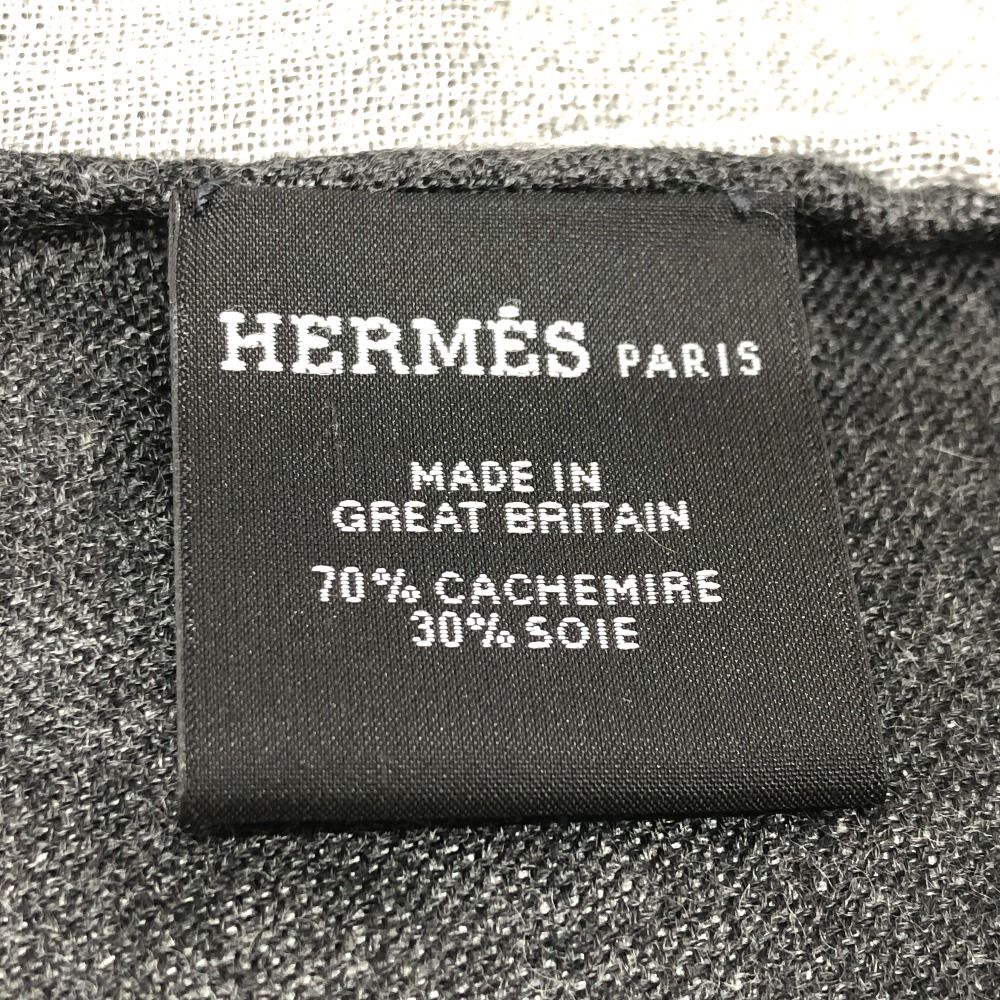 HERMÈS PARIS
MADE IN
GREAT BRITAIN
70% CACHEMIRE
30% SOIE